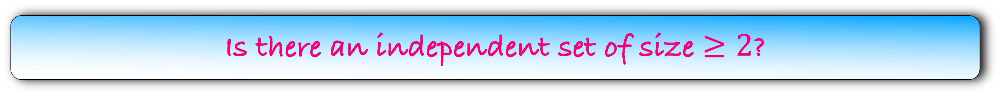 Is there an independent set of size ≥ 2?